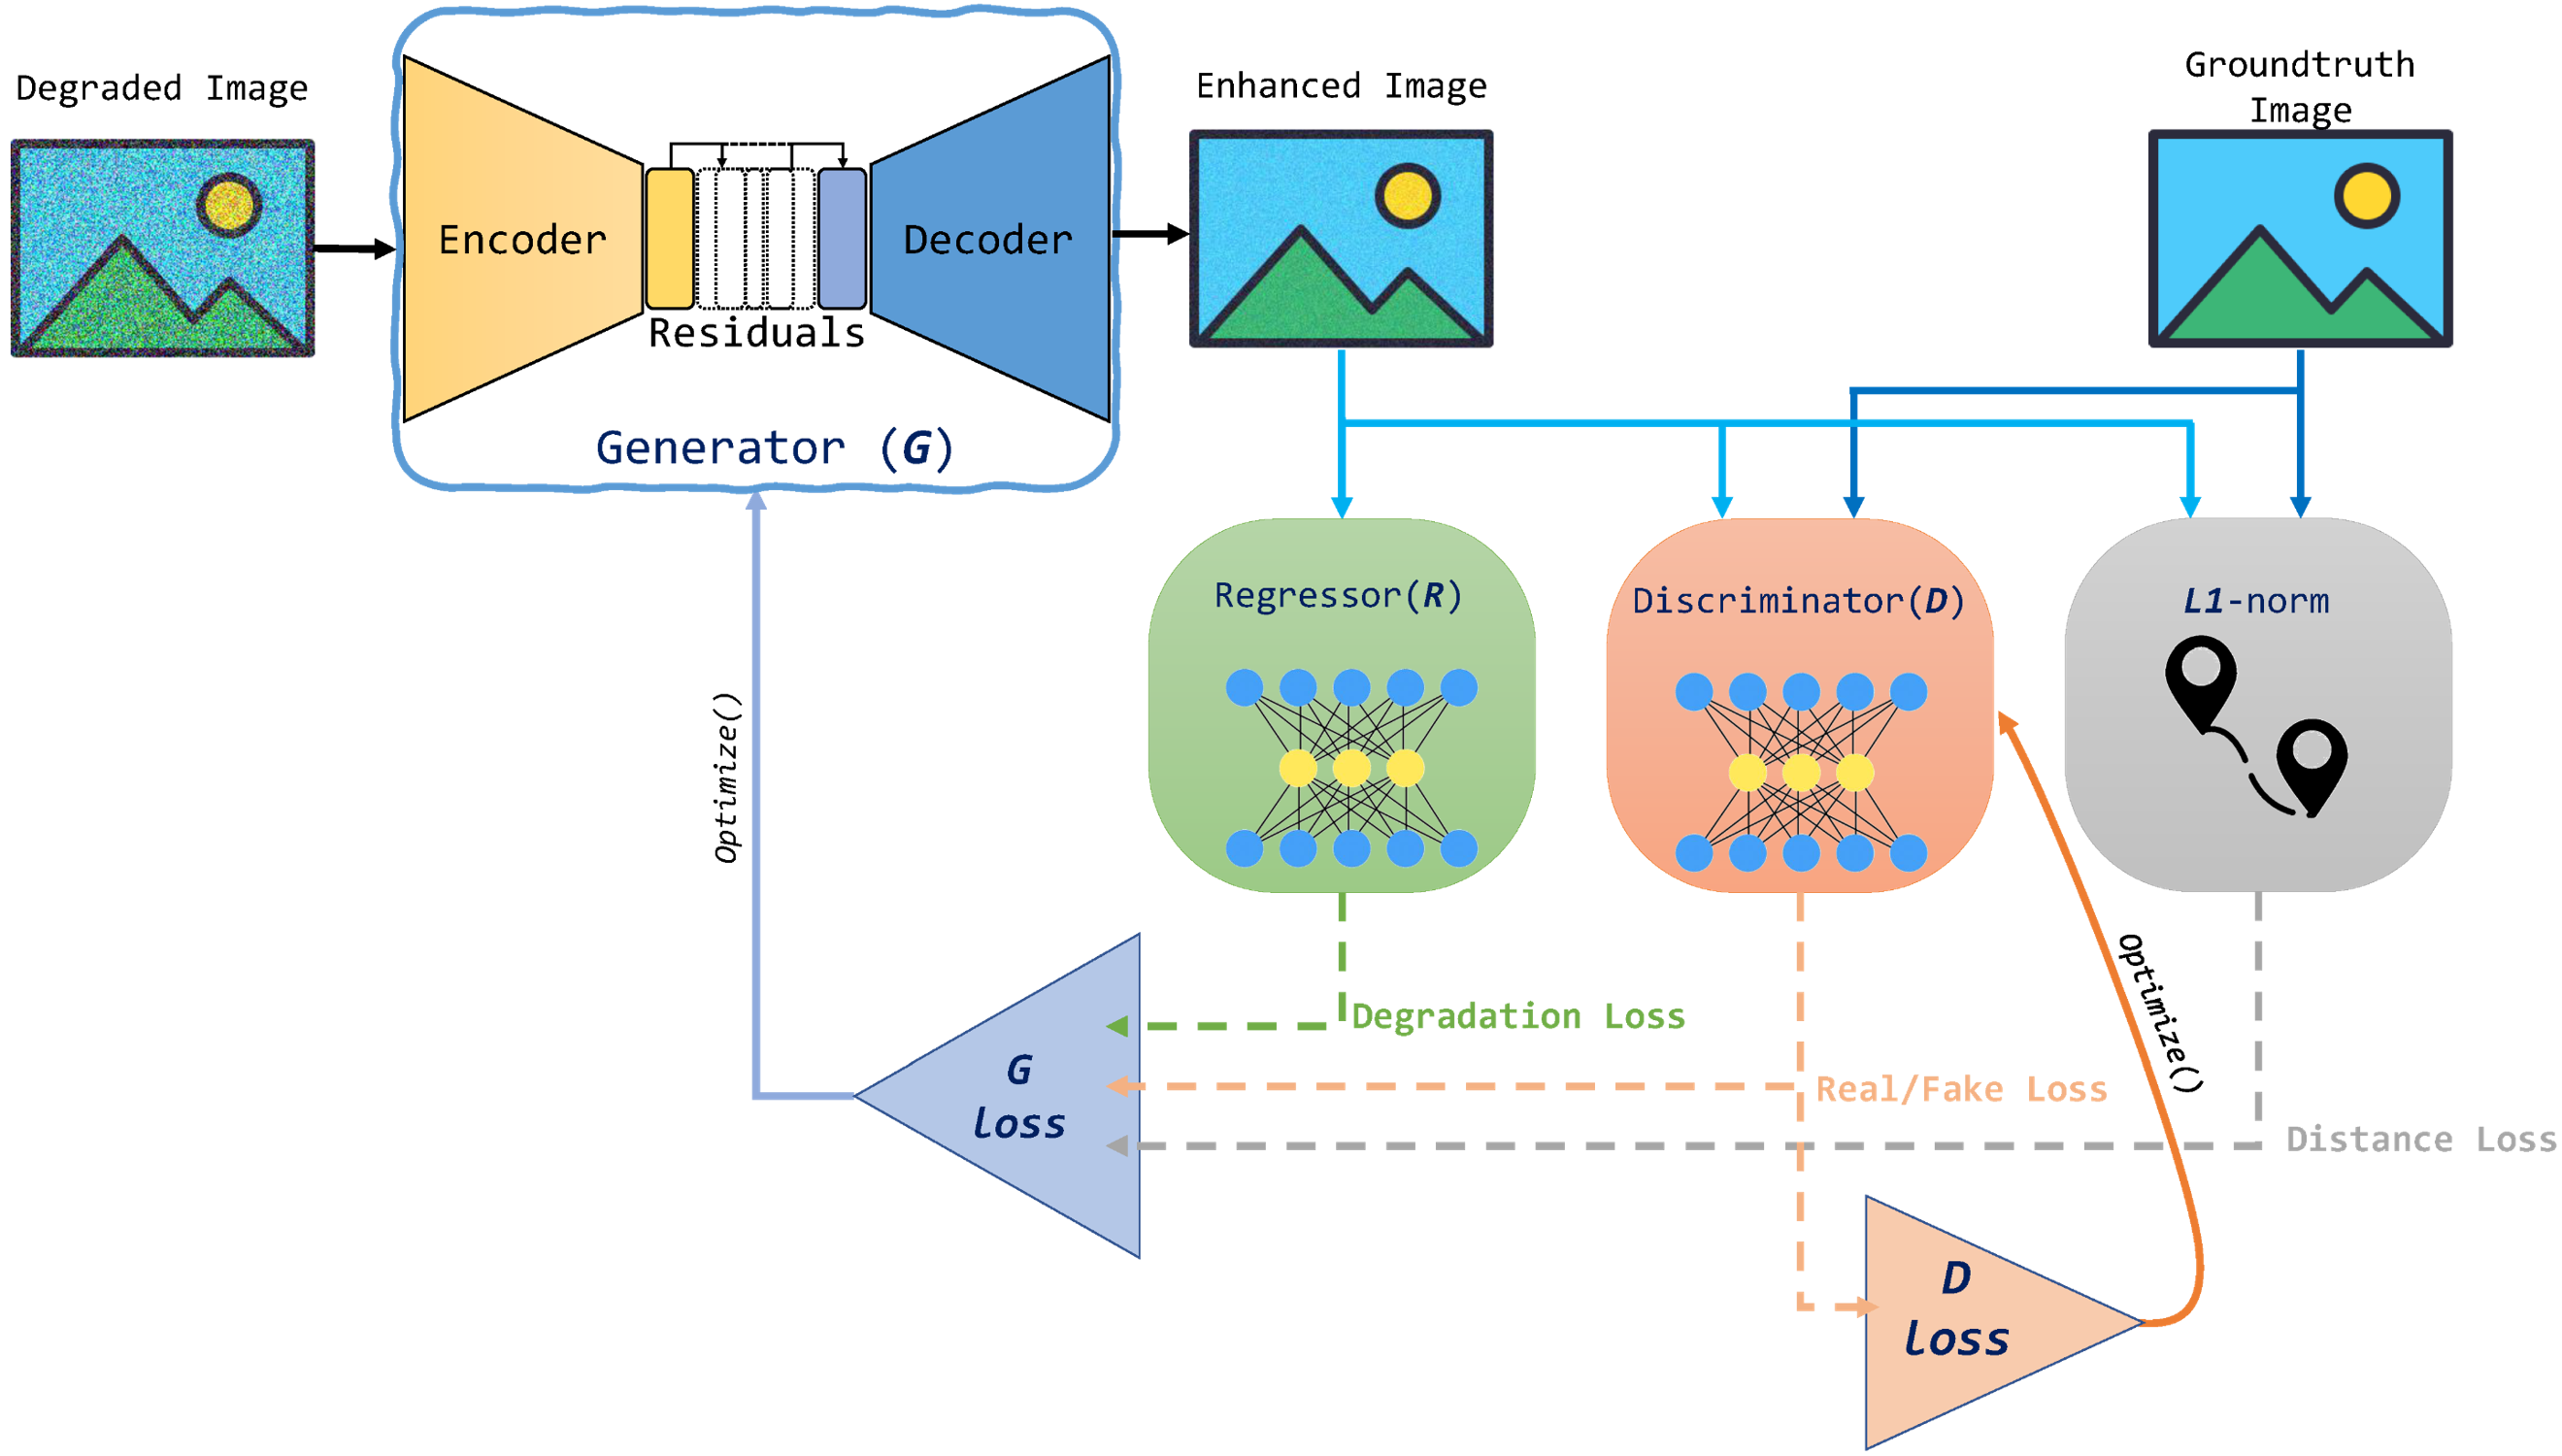 Degraded Image
Encoder
Residuals
Decoder
Generator (G)
Enhanced Image
Groundtruth
Image
Regressor(R)
Discriminator(D)
L1-norm
Optimize()
Optimize()
Degradation Loss
G
loss
Real/Fake Loss
Distance Loss
D
loss